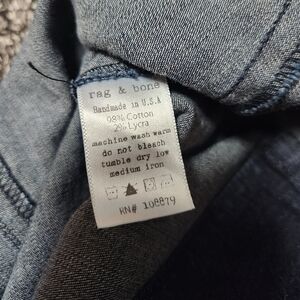 rag & bone
Handmade in U.S.A
98% Cotton
2% Lycra
machine wash warm
do not bleach
tumble dry low
medium iron
RN# 108879